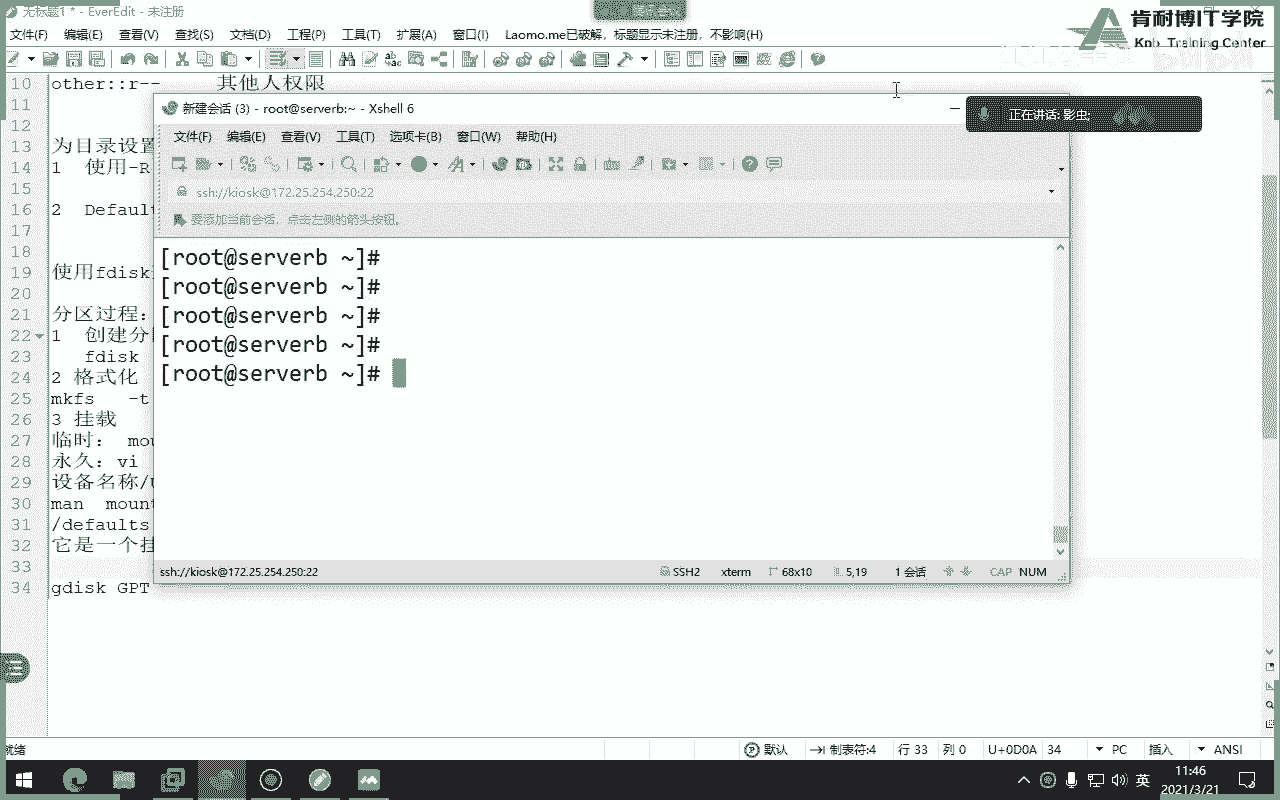 无标题1 * - EverEdit - 未注册
肯耐博IT学院
Knb Training Center
文件(F) 编辑(E) 查看(V) 查找(S) 文档(D) 工程(P) 工具(T) 扩展(A) 窗口(I) Laomo.me已破解，标题显示未注册，不影响(H)
10 other::r-- 其他人权限
11
12
13 为目录设置
14 1 使用-R
15
16 2 Default
17
18
19 使用fdisk
20
21 分区过程：
22 1 创建分
23 fdisk
24 2 格式化
25 mkfs -t
26 3 挂载
27 临时： mou
28 永久：vi
29 设备名称/
30 man mount
31 /defaults
32 它是一个挂
33
34 gdisk GPT
新建会话 (3) - root@serverb:~ - Xshell 6
正在讲话: 影虫;
文件(F) 编辑(E) 查看(V) 工具(T) 选项卡(B) 窗口(W) 帮助(H)
ssh://kiosk@172.25.254.250:22
要添加当前会话，点击左侧的箭头按钮。
[root@serverb ~]#
[root@serverb ~]#
[root@serverb ~]#
[root@serverb ~]#
[root@serverb ~]#
ssh://kiosk@172.25.254.250:22 SSH2 xterm 68x10 5,19 1 会话 CAP NUM
就绪 默认 制表符:4 行 33 列 0 U+0D0A 34 PC 插入 ANSI
英
11:46
2021/3/21